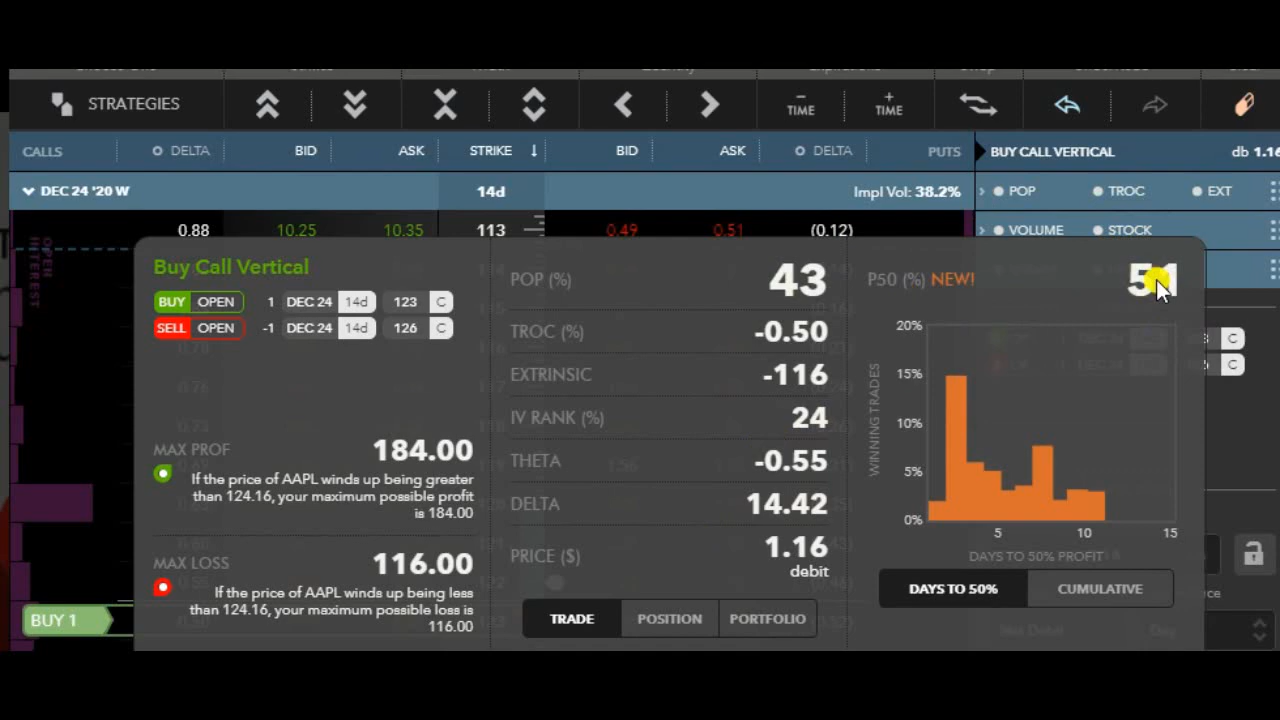 STRATEGIES
TIME
TIME
CALLS DELTA BID ASK STRIKE BID ASK DELTA PUTS BUY CALL VERTICAL db 1.16
DEC 24 '20 W 14d Impl Vol: 38.2% POP TROC EXT
0.88 10.25 10.35 113 0.49 0.51 (0.12) VOLUME STOCK
OPEN INTEREST
Buy Call Vertical
BUY OPEN 1 DEC 24 14d 123 C
SELL OPEN -1 DEC 24 14d 126 C
MAX PROF 184.00
If the price of AAPL winds up being greater
than 124.16, your maximum possible profit
is 184.00
MAX LOSS 116.00
If the price of AAPL winds up being less
than 124.16, your maximum possible loss is
116.00
BUY 1
POP (%) 43
TROC (%) -0.50
EXTRINSIC -116
IV RANK (%) 24
THETA -0.55
DELTA 14.42
PRICE ($) 1.16
debit
TRADE POSITION PORTFOLIO
P50 (%) NEW! 51
20%
15%
10%
5%
0%
WINNING TRADES
5 10 15
DAYS TO 50% PROFIT
DAYS TO 50% CUMULATIVE
C
C